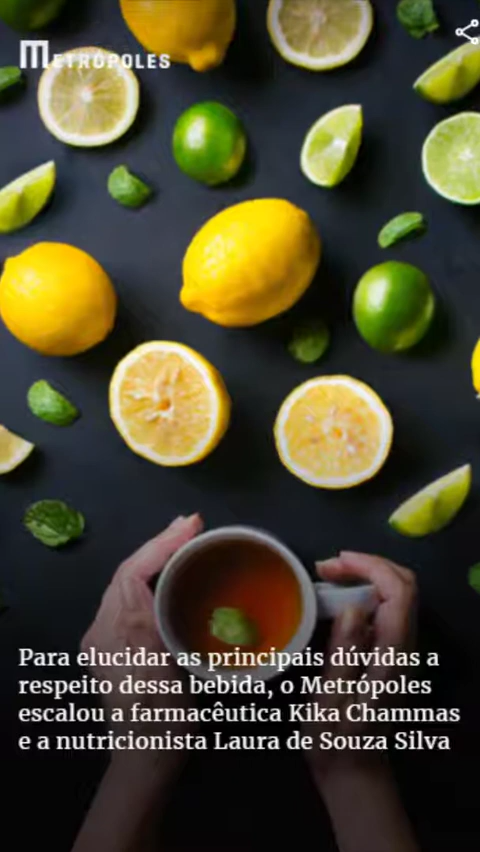 METRÓPOLES
Para elucidar as principais dúvidas a
respeito dessa bebida, o Metrópoles
escalou a farmacêutica Kika Chammas
e a nutricionista Laura de Souza Silva